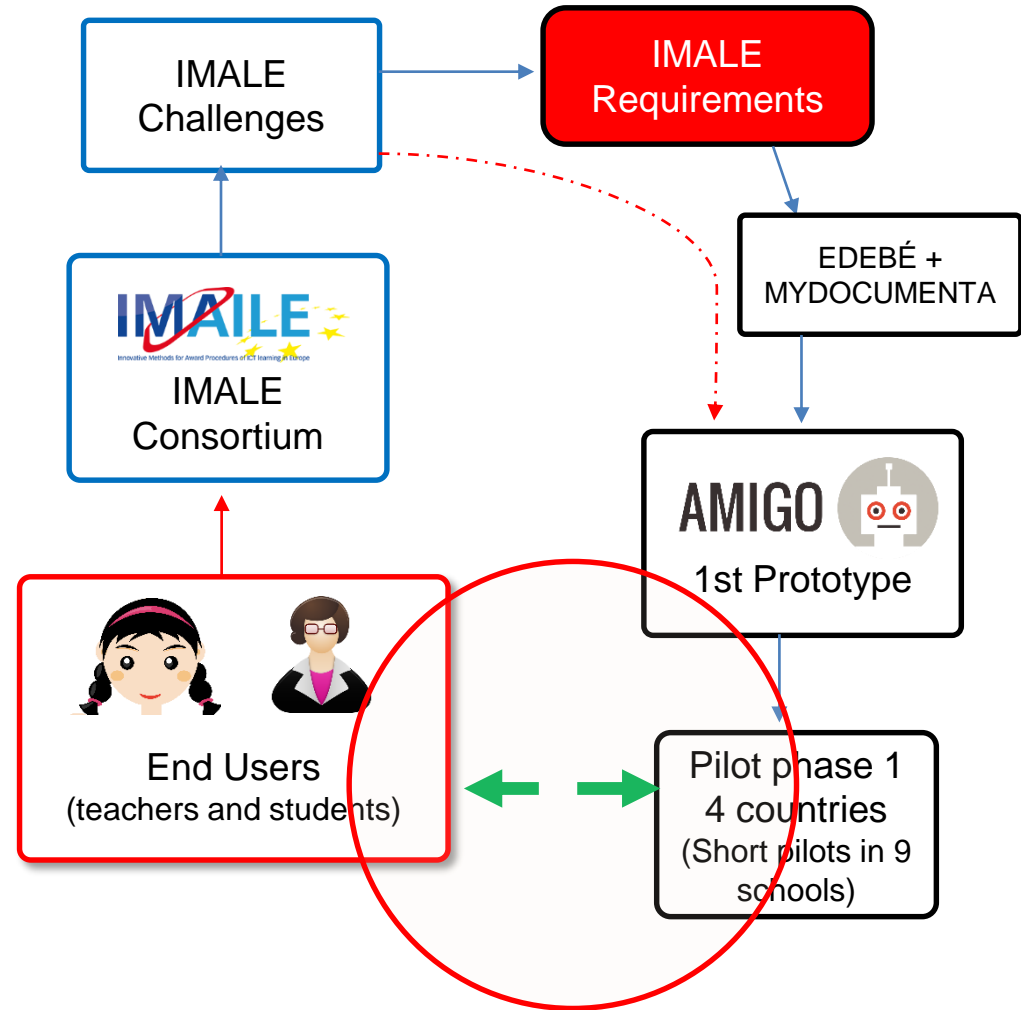 IMALE
Challenges
IMALE
Requirements
EDEBÉ +
MYDOCUMENTA
IMAILE
Innovative Methods for Award Procedures of ICT learning in Europe
IMALE
Consortium
AMIGO
1st Prototype
End Users
(teachers and students)
Pilot phase 1
4 countries
(Short pilots in 9
schools)